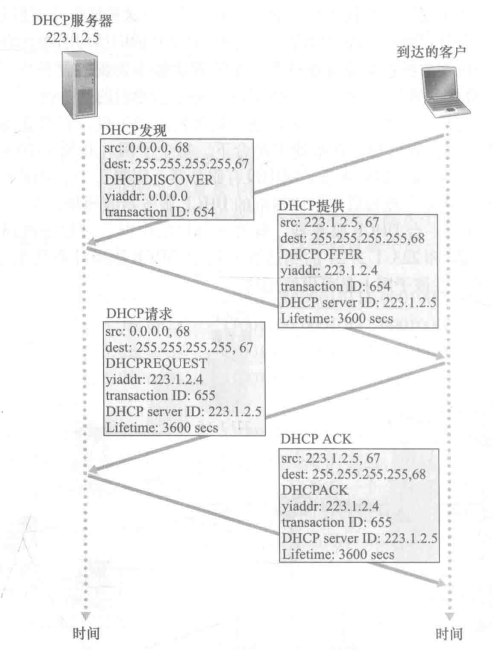 DHCP服务器
223.1.2.5
到达的客户
DHCP发现
src: 0.0.0.0, 68
dest: 255.255.255.255,67
DHCPDISCOVER
yiaddr: 0.0.0.0
transaction ID: 654
DHCP提供
src: 223.1.2.5, 67
dest: 255.255.255.255,68
DHCPOFFER
yiaddr: 223.1.2.4
transaction ID: 654
DHCP server ID: 223.1.2.5
Lifetime: 3600 secs
DHCP请求
src: 0.0.0.0, 68
dest: 255.255.255.255, 67
DHCPREQUEST
yiaddr: 223.1.2.4
transaction ID: 655
DHCP server ID: 223.1.2.5
Lifetime: 3600 secs
DHCP ACK
src: 223.1.2.5, 67
dest: 255.255.255.255,68
DHCPACK
yiaddr: 223.1.2.4
transaction ID: 655
DHCP server ID: 223.1.2.5
Lifetime: 3600 secs
时间
时间